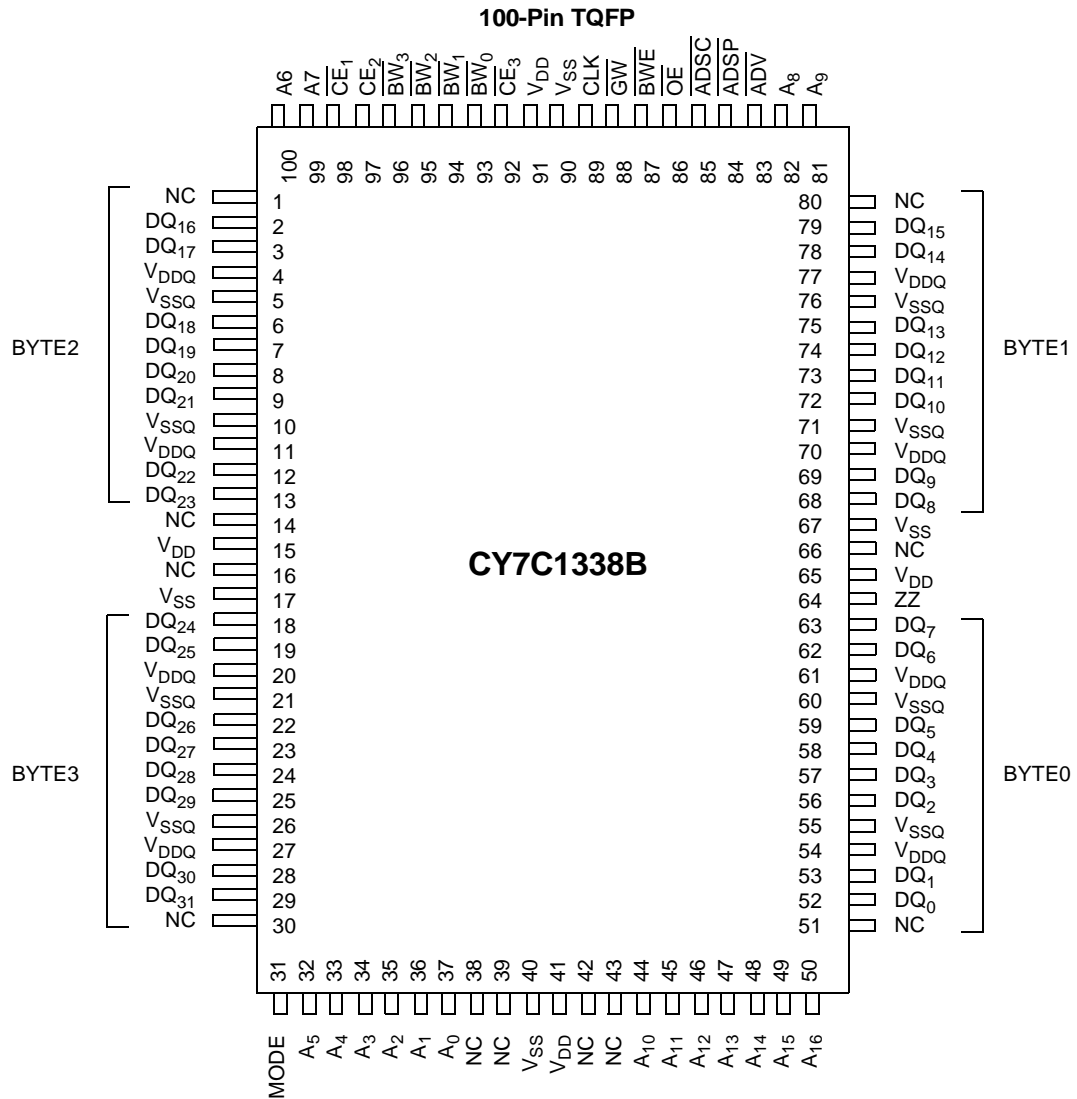 100-Pin TQFP
A6 A7 CE1 CE2 BW3 BW2 BW1 BW0 CE3 VDD VSS CLK GW BWE OE ADSC ADSP ADV A8 A9
100 99 98 97 96 95 94 93 92 91 90 89 88 87 86 85 84 83 82 81
NC 1 80 NC
DQ16 2 79 DQ15
DQ17 3 78 DQ14
VDDQ 4 77 VDDQ
VSSQ 5 76 VSSQ
DQ18 6 75 DQ13
BYTE2 DQ19 7 74 DQ12 BYTE1
DQ20 8 73 DQ11
DQ21 9 72 DQ10
VSSQ 10 71 VSSQ
VDDQ 11 70 VDDQ
DQ22 12 69 DQ9
DQ23 13 68 DQ8
NC 14 67 VSS
VDD 15 CY7C1338B 66 NC
NC 16 65 VDD
VSS 17 64 ZZ
DQ24 18 63 DQ7
DQ25 19 62 DQ6
VDDQ 20 61 VDDQ
VSSQ 21 60 VSSQ
DQ26 22 59 DQ5
DQ27 23 58 DQ4
BYTE3 DQ28 24 57 DQ3 BYTE0
DQ29 25 56 DQ2
VSSQ 26 55 VSSQ
VDDQ 27 54 VDDQ
DQ30 28 53 DQ1
DQ31 29 52 DQ0
NC 30 51 NC
31 32 33 34 35 36 37 38 39 40 41 42 43 44 45 46 47 48 49 50
MODE A5 A4 A3 A2 A1 A0 NC NC VSS VDD NC NC A10 A11 A12 A13 A14 A15 A16